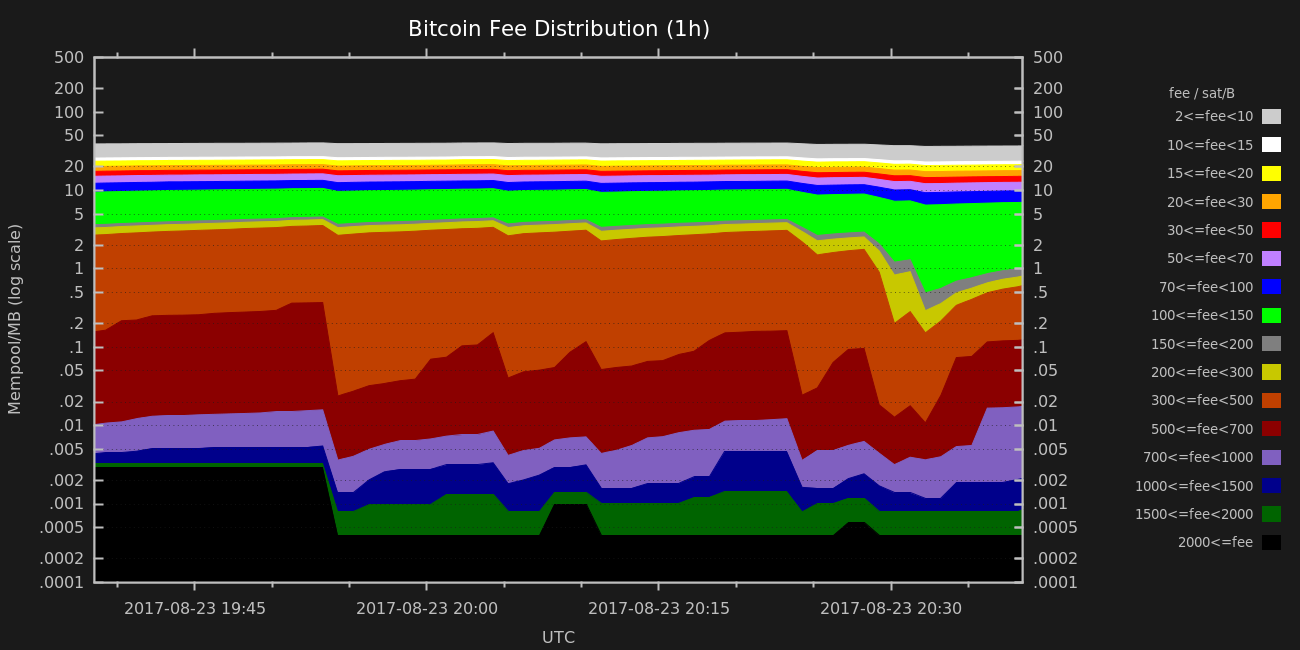 Bitcoin Fee Distribution (1h)
Mempool/MB (log scale)
500
200
100
50
20
10
5
2
1
.5
.2
.1
.05
.02
.01
.005
.002
.001
.0005
.0002
.0001
500
200
100
50
20
10
5
2
1
.5
.2
.1
.05
.02
.01
.005
.002
.001
.0005
.0002
.0001
2017-08-23 19:45
2017-08-23 20:00
2017-08-23 20:15
2017-08-23 20:30
UTC
fee / sat/B
2<=fee<10
10<=fee<15
15<=fee<20
20<=fee<30
30<=fee<50
50<=fee<70
70<=fee<100
100<=fee<150
150<=fee<200
200<=fee<300
300<=fee<500
500<=fee<700
700<=fee<1000
1000<=fee<1500
1500<=fee<2000
2000<=fee